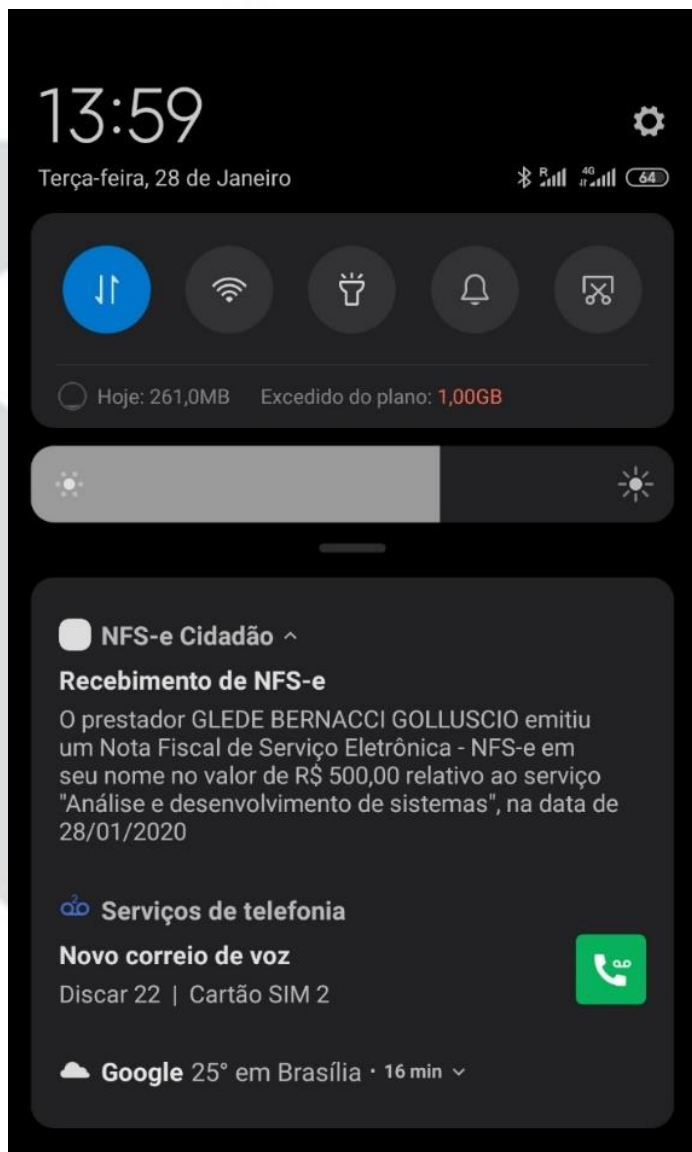 13:59
Terça-feira, 28 de Janeiro
R 4G 64
Hoje: 261,0MB Excedido do plano: 1,00GB
NFS-e Cidadão
Recebimento de NFS-e
O prestador GLEDE BERNACCI GOLLUSCIO emitiu
um Nota Fiscal de Serviço Eletrônica - NFS-e em
seu nome no valor de R$ 500,00 relativo ao serviço
"Análise e desenvolvimento de sistemas", na data de
28/01/2020
2 Serviços de telefonia
Novo correio de voz
Discar 22 | Cartão SIM 2
Google 25° em Brasília · 16 min